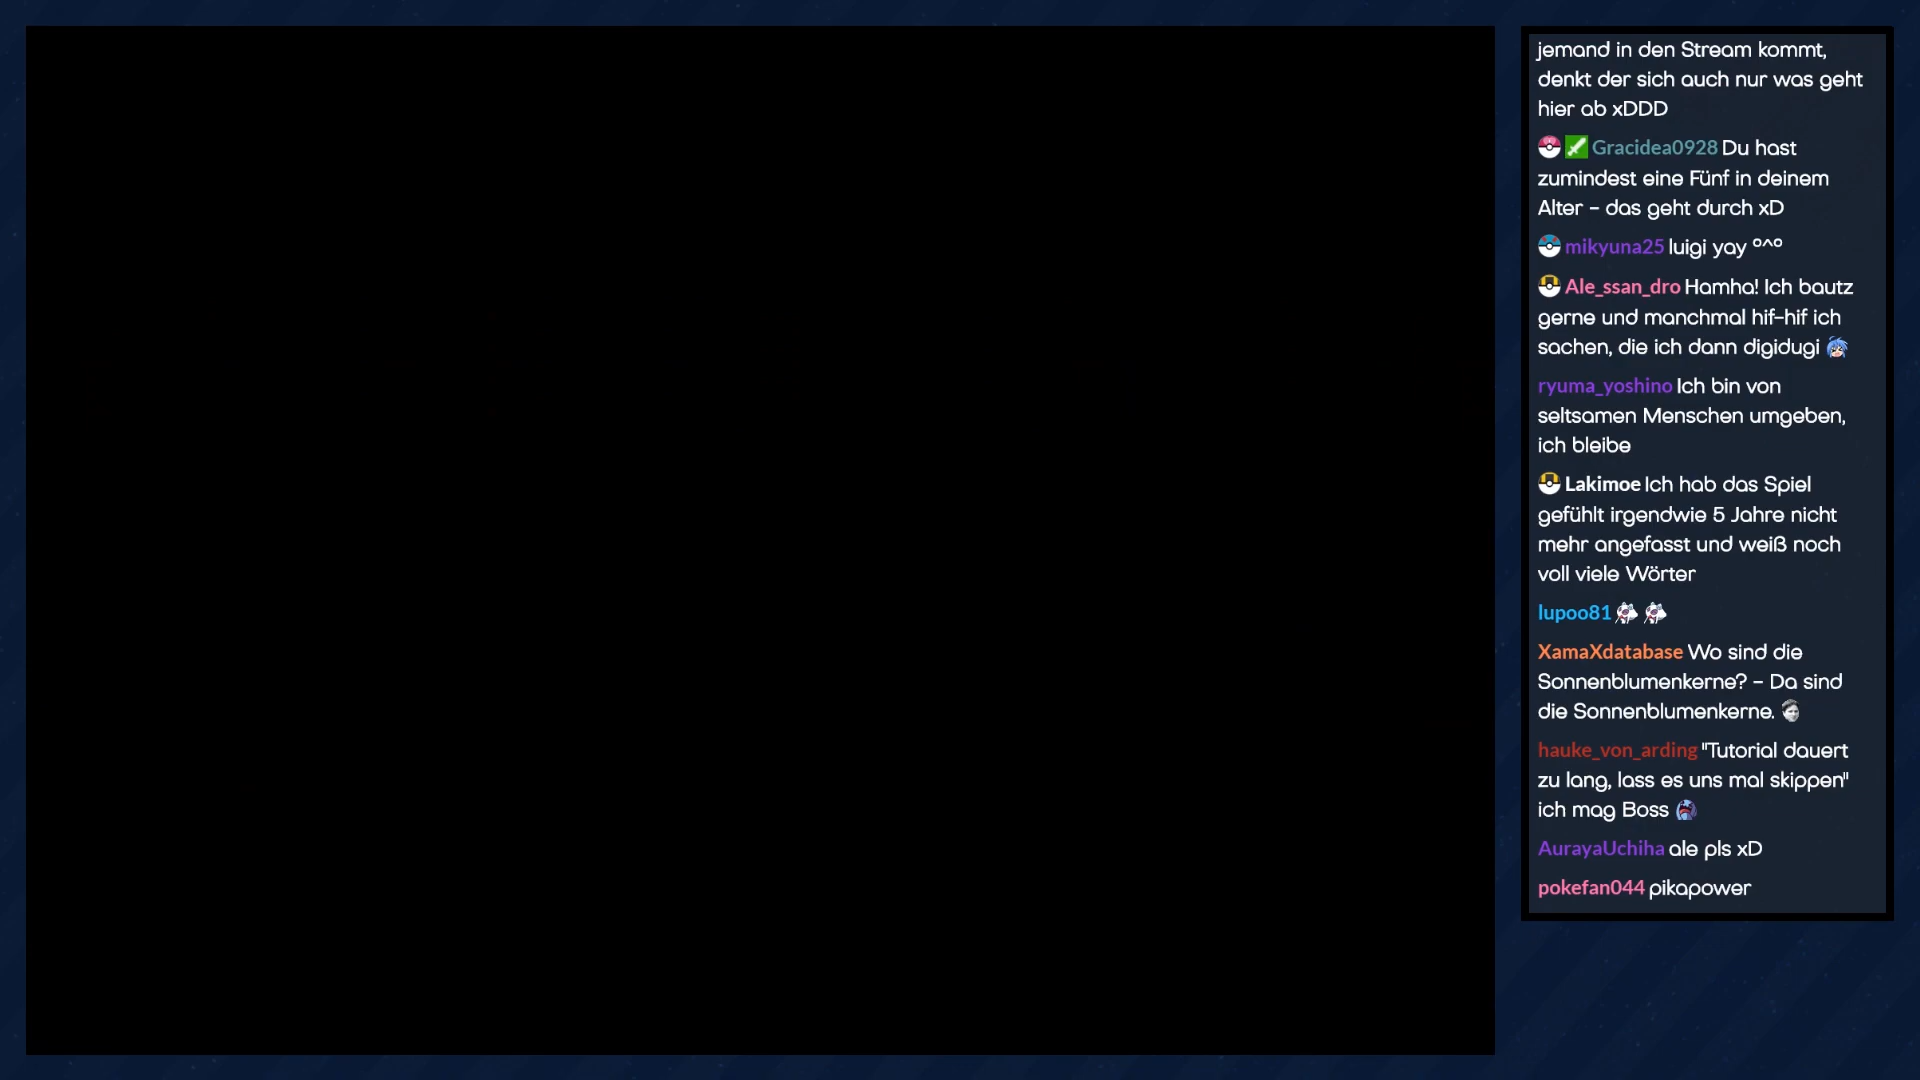 jemand in den Stream kommt,
denkt der sich auch nur was geht
hier ab xDDD
Gracidea0928 Du hast
zumindest eine Fünf in deinem
Alter - das geht durch xD
mikyuna25 luigi yay °^°
Ale_ssan_dro Hamha! Ich bautz
gerne und manchmal hif-hif ich
sachen, die ich dann digidugi
ryuma_yoshino Ich bin von
seltsamen Menschen umgeben,
ich bleibe
Lakimoe Ich hab das Spiel
gefühlt irgendwie 5 Jahre nicht
mehr angefasst und weiß noch
voll viele Wörter
lupoo81
XamaXdatabase Wo sind die
Sonnenblumenkerne? - Da sind
die Sonnenblumenkerne.
hauke_von_arding "Tutorial dauert
zu lang, lass es uns mal skippen"
ich mag Boss
AurayaUchiha ale pls xD
pokefan044 pikapower